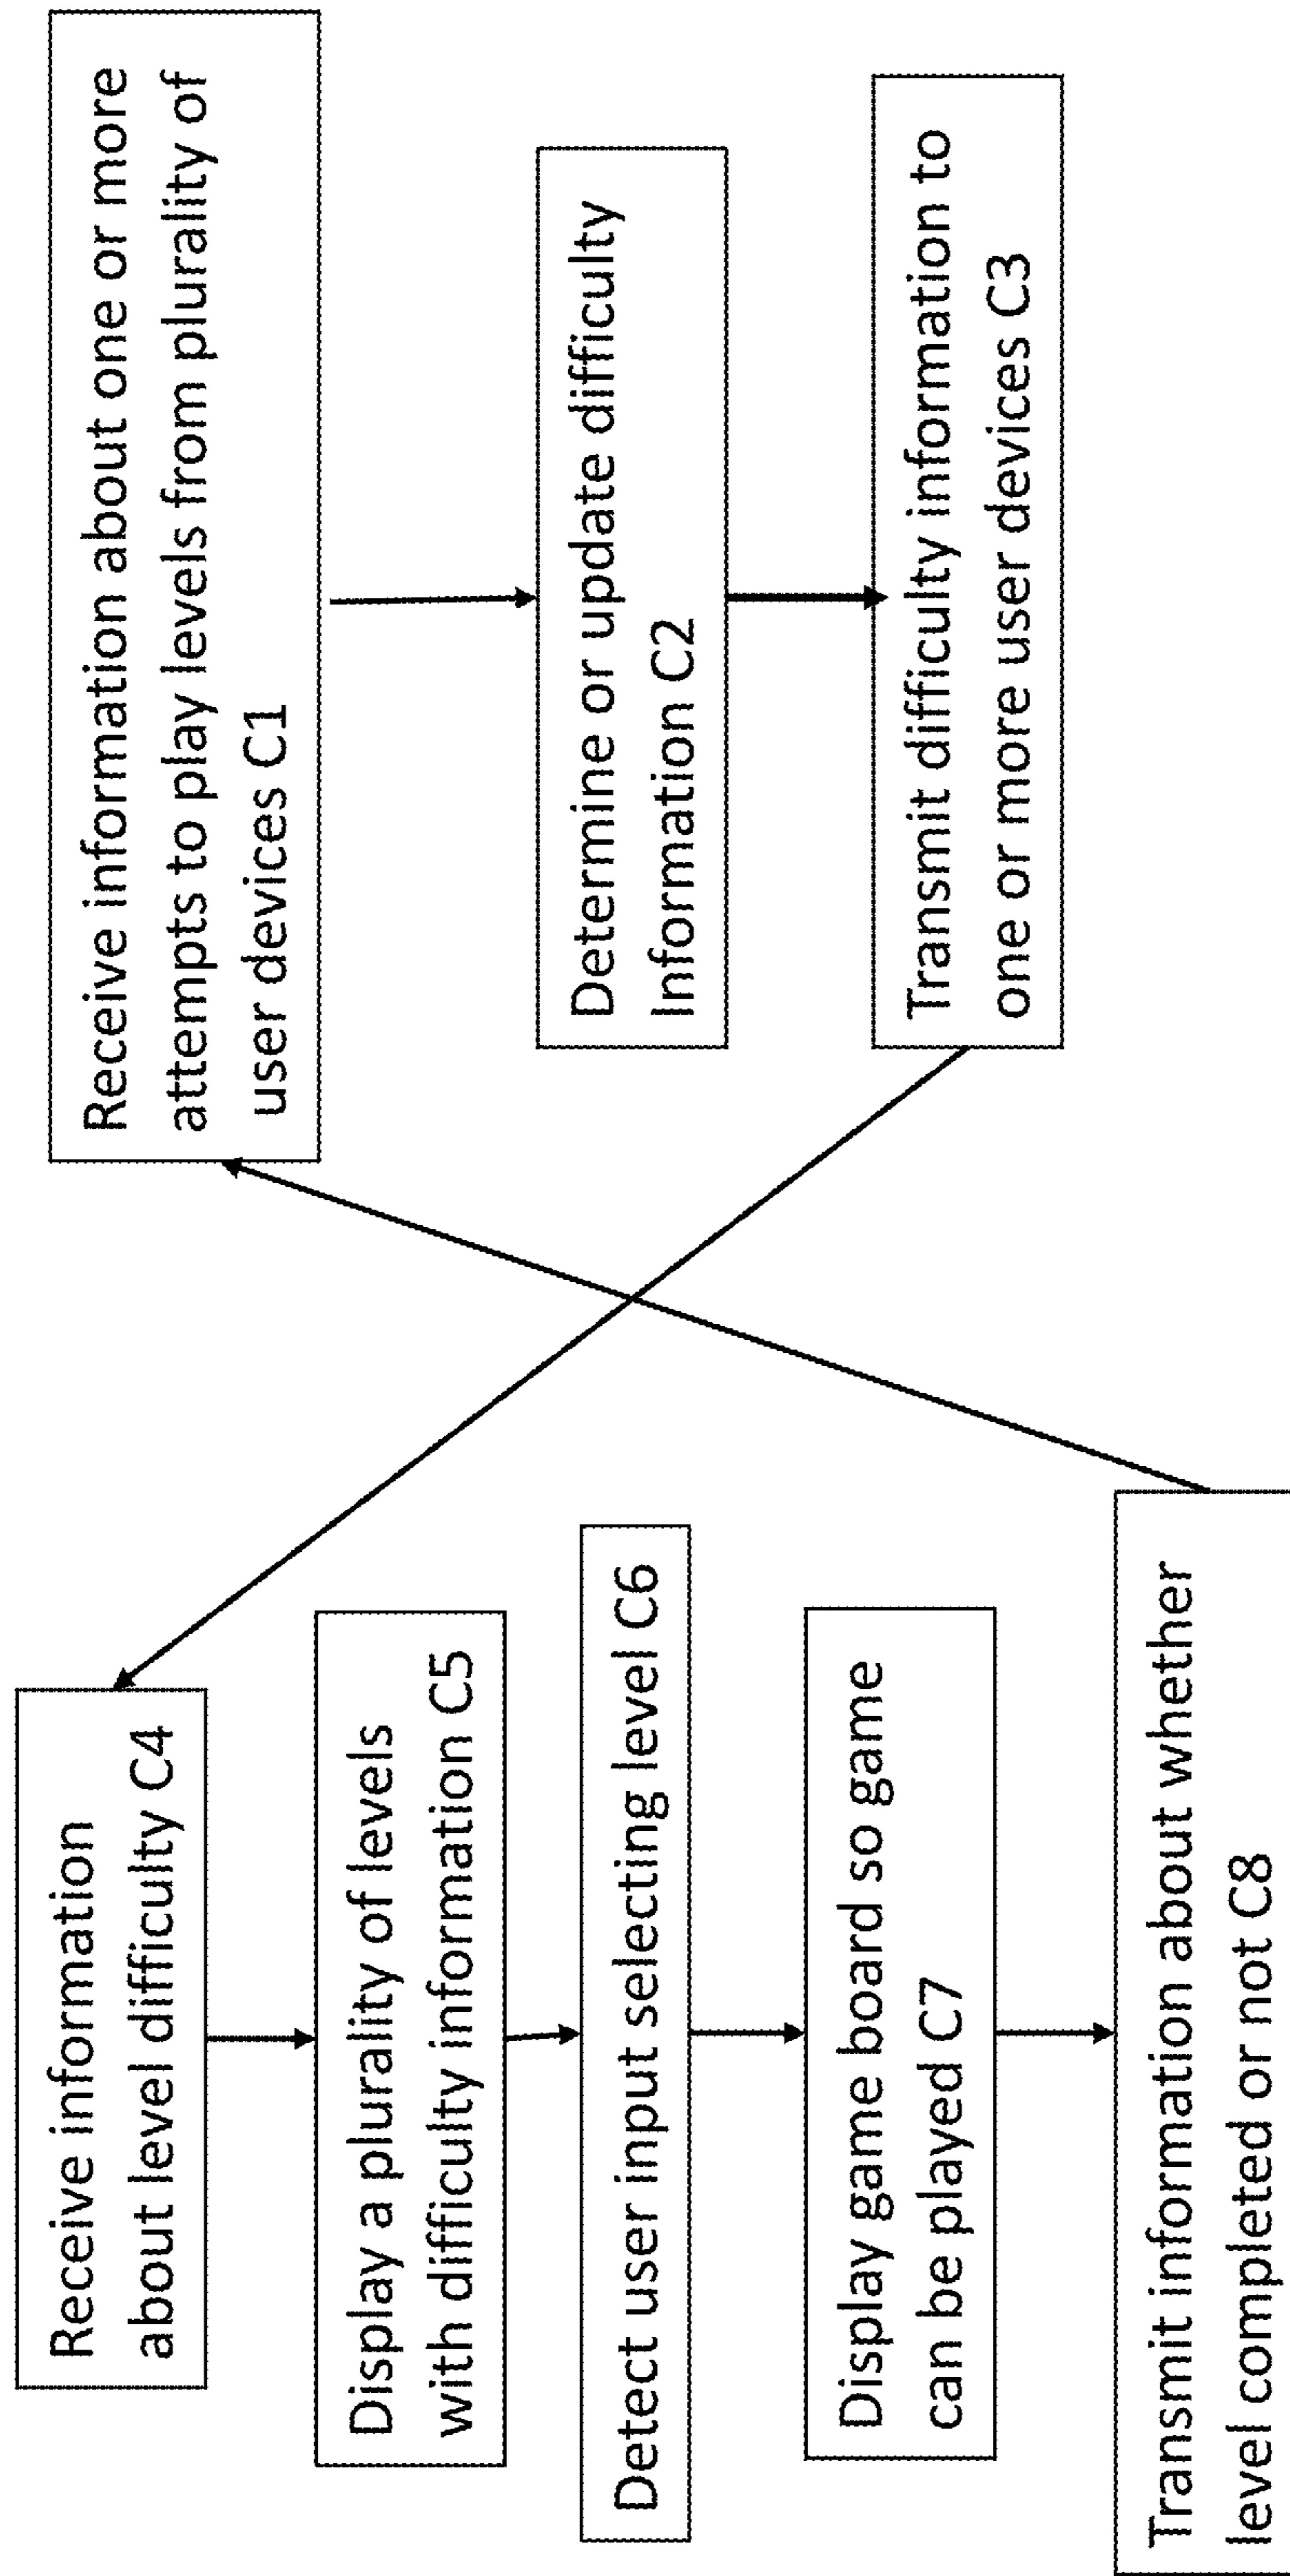 Receive information
about level difficulty C4
Display a plurality of levels
with difficulty information C5
Detect user input selecting level C6
Display game board so game
can be played C7
Transmit information about whether
level completed or not C8
Receive information about one or more
attempts to play levels from plurality of
user devices C1
Determine or update difficulty
Information C2
Transmit difficulty information to
one or more user devices C3